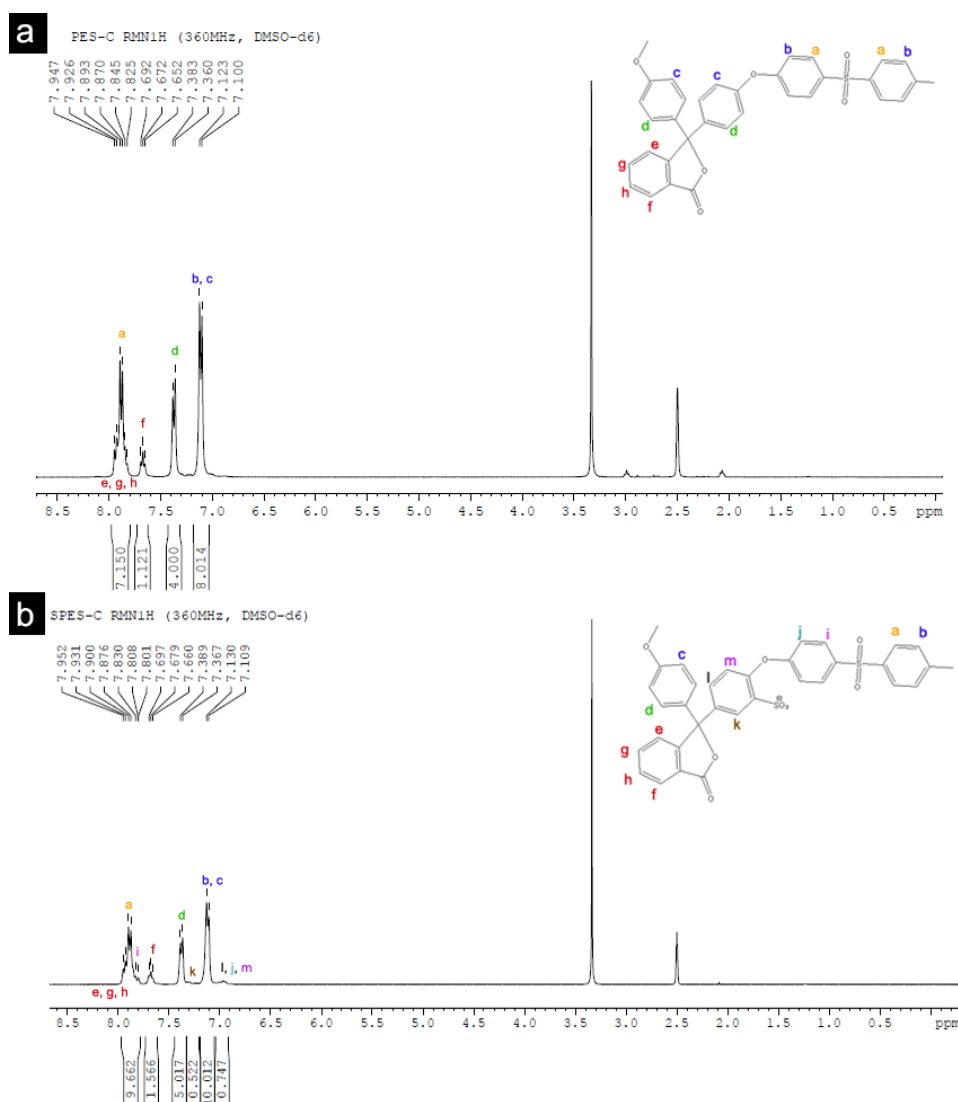 a
PES-C RMN1H (360MHz, DMSO-d6)
7.947
7.926
7.893
7.870
7.845
7.825
7.692
7.672
7.652
7.383
7.360
7.123
7.100
O
c
c
O
b
a
O
S
O
a
b
d
d
e
g
h
f
O
O
b, c
a
d
f
e, g, h
8.5 8.0 7.5 7.0 6.5 6.0 5.5 5.0 4.5 4.0 3.5 3.0 2.5 2.0 1.5 1.0 0.5 ppm
7.150
1.121
4.000
8.014
b
SPES-C RMN1H (360MHz, DMSO-d6)
7.952
7.931
7.900
7.876
7.830
7.808
7.801
7.697
7.679
7.660
7.389
7.367
7.130
7.109
O
c
l
m
O
j
i
O
S
O
a
b
SO3
⊖
d
k
e
g
h
f
O
O
b, c
a
d
i
f
k
l, j, m
e, g, h
8.5 8.0 7.5 7.0 6.5 6.0 5.5 5.0 4.5 4.0 3.5 3.0 2.5 2.0 1.5 1.0 0.5 ppm
9.662
1.566
5.017
0.522
10.012
0.747